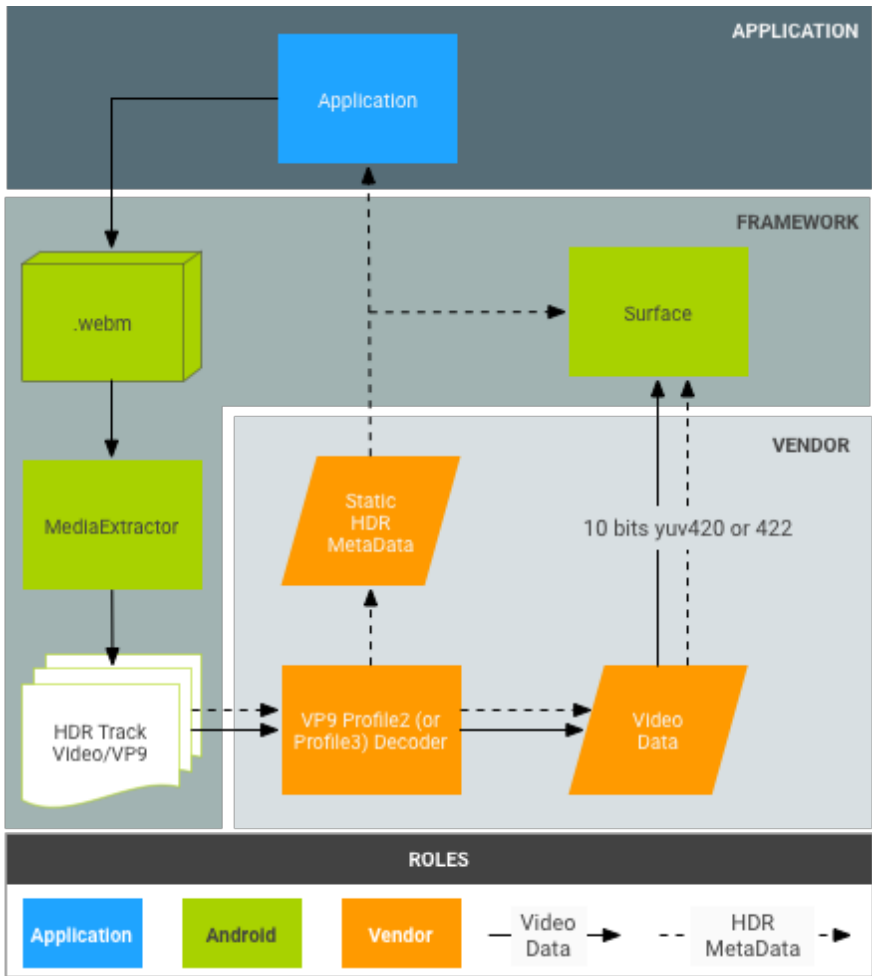 APPLICATION
Application
FRAMEWORK
.webm
Surface
VENDOR
MediaExtractor
Static
HDR
MetaData
10 bits yuv420 or 422
HDR Track
Video/VP9
VP9 Profile2 (or
Profile3) Decoder
Video
Data
ROLES
Application
Android
Vendor
Video
Data
HDR
MetaData